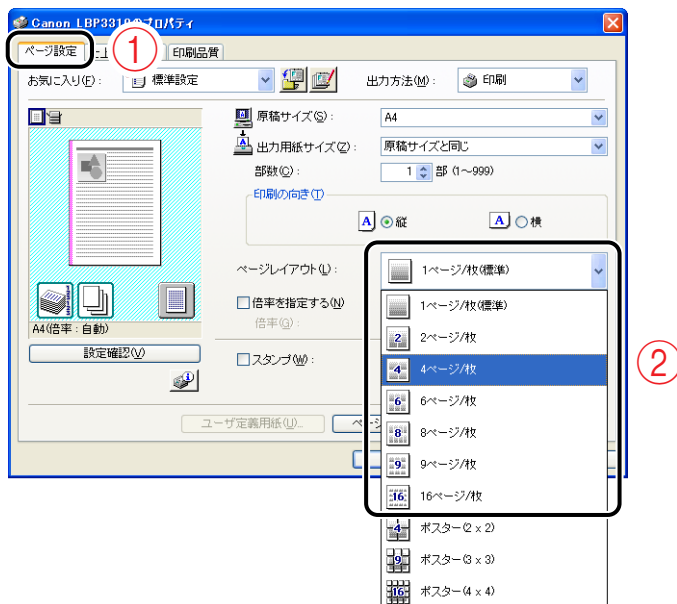 Canon LBP3310のプロパティ
ページ設定
印刷品質
①
お気に入り(F):
標準設定
出力方法(M):
印刷
原稿サイズ(S):
A4
出力用紙サイズ(Z):
原稿サイズと同じ
部数(C):
1 部 (1~999)
印刷の向き(T)
A 縦
A 横
ページレイアウト(L):
1ページ/枚(標準)
倍率を指定する(N)
倍率(G):
A4(倍率:自動)
設定確認(V)
スタンプ(W):
ユーザ定義用紙(U)...
1ページ/枚(標準)
2 2ページ/枚
4 4ページ/枚
6 6ページ/枚
8 8ページ/枚
9 9ページ/枚
16 16ページ/枚
②
4 ポスター(2 x 2)
9 ポスター(3 x 3)
16 ポスター(4 x 4)